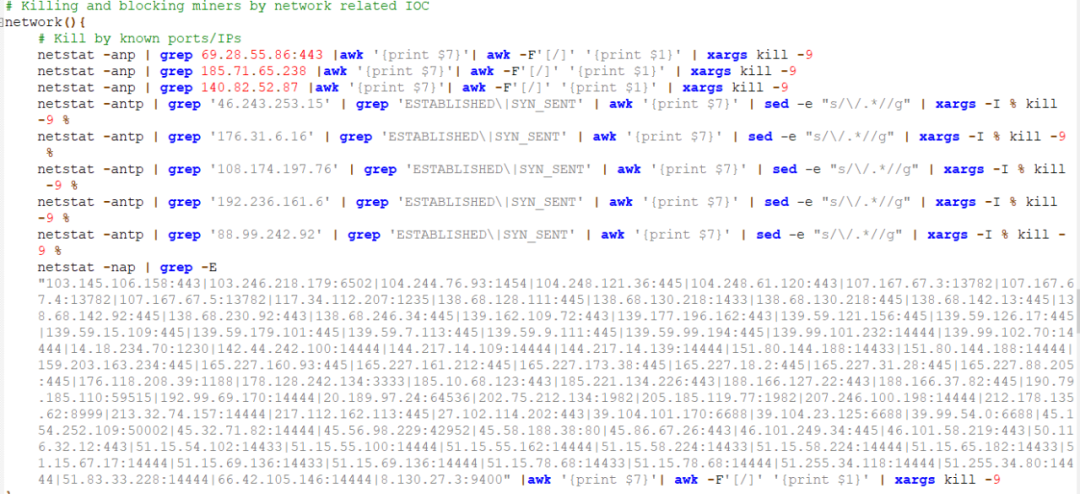 # Killing and blocking miners by network related IOC
network(){
# Kill by known ports/IPs
netstat -anp | grep 69.28.55.86:443 |awk '{print $7}'| awk -F'[/]' '{print $1}' | xargs kill -9
netstat -anp | grep 185.71.65.238 |awk '{print $7}'| awk -F'[/]' '{print $1}' | xargs kill -9
netstat -anp | grep 140.82.52.87 |awk '{print $7}'| awk -F'[/]' '{print $1}' | xargs kill -9
netstat -antp | grep '46.243.253.15' | grep 'ESTABLISHED\|SYN_SENT' | awk '{print $7}' | sed -e "s/\/.*//g" | xargs -I % kill
-9 %
netstat -antp | grep '176.31.6.16' | grep 'ESTABLISHED\|SYN_SENT' | awk '{print $7}' | sed -e "s/\/.*//g" | xargs -I % kill -9
%
netstat -antp | grep '108.174.197.76' | grep 'ESTABLISHED\|SYN_SENT' | awk '{print $7}' | sed -e "s/\/.*//g" | xargs -I % kill
-9 %
netstat -antp | grep '192.236.161.6' | grep 'ESTABLISHED\|SYN_SENT' | awk '{print $7}' | sed -e "s/\/.*//g" | xargs -I % kill
-9 %
netstat -antp | grep '88.99.242.92' | grep 'ESTABLISHED\|SYN_SENT' | awk '{print $7}' | sed -e "s/\/.*//g" | xargs -I % kill -
9 %
netstat -nap | grep -E
"103.145.106.158:443|103.246.218.179:6502|104.244.76.93:1454|104.248.121.36:445|104.248.61.120:443|107.167.67.3:13782|107.167.6
7.4:13782|107.167.67.5:13782|117.34.112.207:1235|138.68.128.111:445|138.68.130.218:1433|138.68.130.218:445|138.68.142.13:445|13
8.68.142.92:445|138.68.230.92:443|138.68.246.34:445|139.162.109.72:443|139.177.196.162:443|139.59.121.156:445|139.59.126.17:445
|139.59.15.109:445|139.59.179.101:445|139.59.7.113:445|139.59.9.111:445|139.59.99.194:445|139.99.101.232:14444|139.99.102.70:14
444|14.18.234.70:1230|142.44.242.100:14444|144.217.14.109:14444|144.217.14.139:14444|151.80.144.188:14433|151.80.144.188:14444|
159.203.163.234:445|165.227.160.93:445|165.227.161.212:445|165.227.173.38:445|165.227.18.2:445|165.227.31.28:445|165.227.88.205
:445|176.118.208.39:1188|178.128.242.134:3333|185.10.68.123:443|185.221.134.226:443|188.166.127.22:443|188.166.37.82:445|190.79
.185.110:59515|192.99.69.170:14444|20.189.97.24:64536|202.75.212.134:1982|205.185.119.77:1982|207.246.100.198:14444|212.178.135
.62:8999|213.32.74.157:14444|217.112.162.113:445|27.102.114.202:443|39.104.101.170:6688|39.104.23.125:6688|39.99.54.0:6688|45.1
54.252.109:50002|45.32.71.82:14444|45.56.98.229:42952|45.58.188.38:80|45.86.67.26:443|46.101.249.34:445|46.101.58.219:443|50.11
6.32.12:443|51.15.54.102:14433|51.15.55.100:14444|51.15.55.162:14444|51.15.58.224:14433|51.15.58.224:14444|51.15.65.182:14433|5
1.15.67.17:14444|51.15.69.136:14433|51.15.69.136:14444|51.15.78.68:14433|51.15.78.68:14444|51.255.34.118:14444|51.255.34.80:144
44|51.83.33.228:14444|66.42.105.146:14444|8.130.27.3:9400" |awk '{print $7}'| awk -F'[/]' '{print $1}' | xargs kill -9